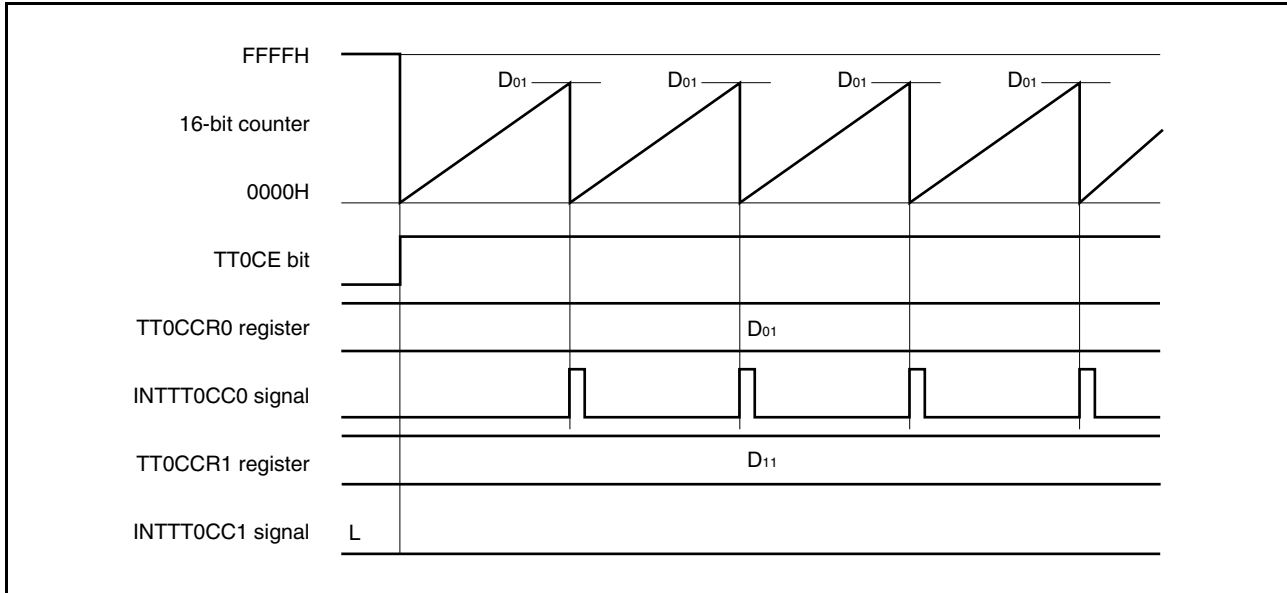 FFFFH
D01 D01 D01 D01
16-bit counter
0000H
TT0CE bit
TT0CCR0 register
D01
INTTT0CC0 signal
TT0CCR1 register
D11
INTTT0CC1 signal
L